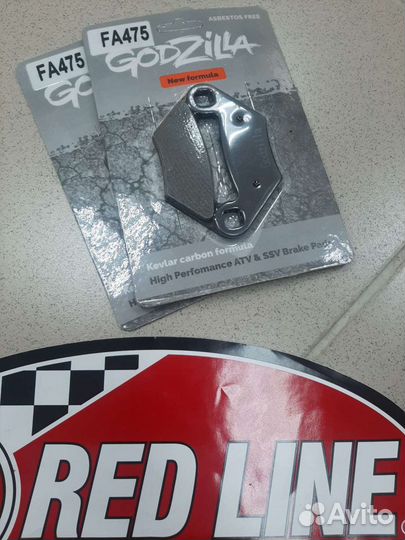 ASBESTOS FREE
FA475
GODZILLA
New formula
FA475
GO
Kevlar carbon formula
High Perfomance ATV & SSV Brake Pads
H
RED LINE
Avito